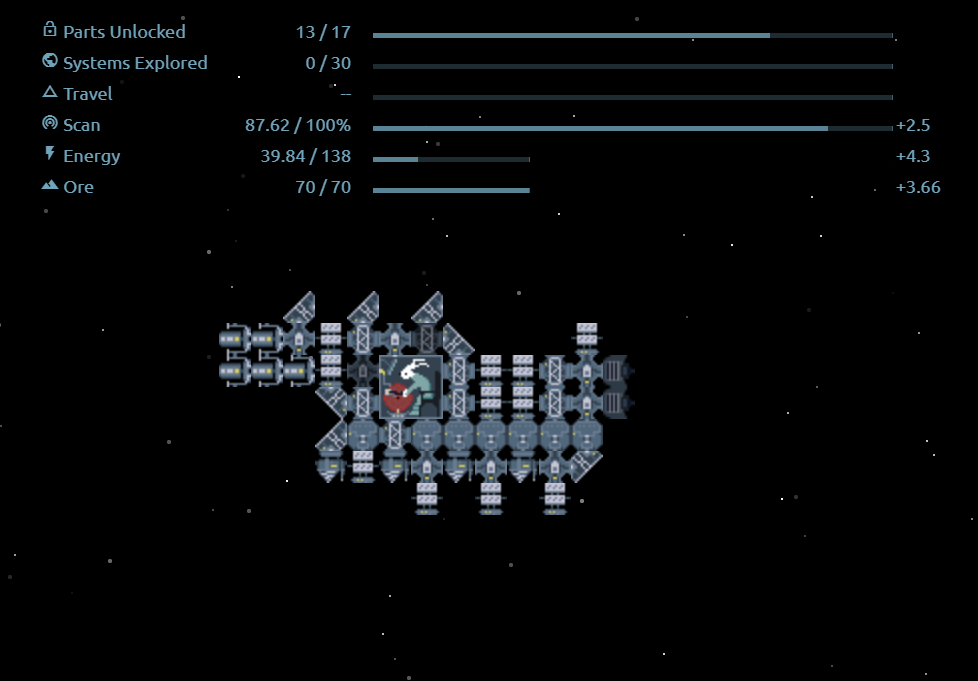 Parts Unlocked 13 / 17
Systems Explored 0 / 30
Travel --
Scan 87.62 / 100% +2.5
Energy 39.84 / 138 +4.3
Ore 70 / 70 +3.66